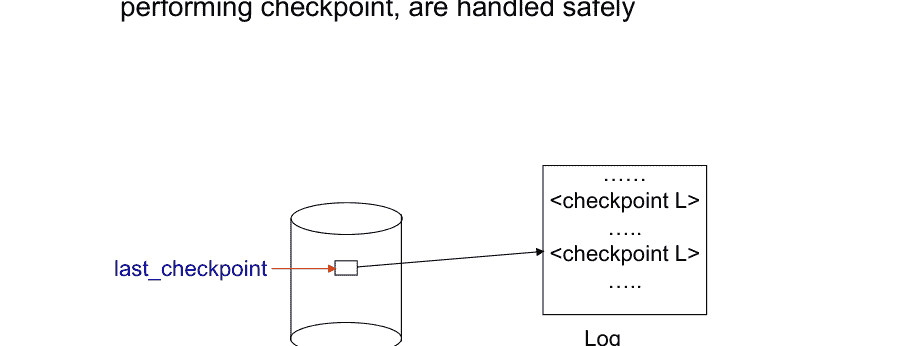 performing checkpoint, are handled safely
……
<checkpoint L>
…..
last_checkpoint
<checkpoint L>
…..
Log